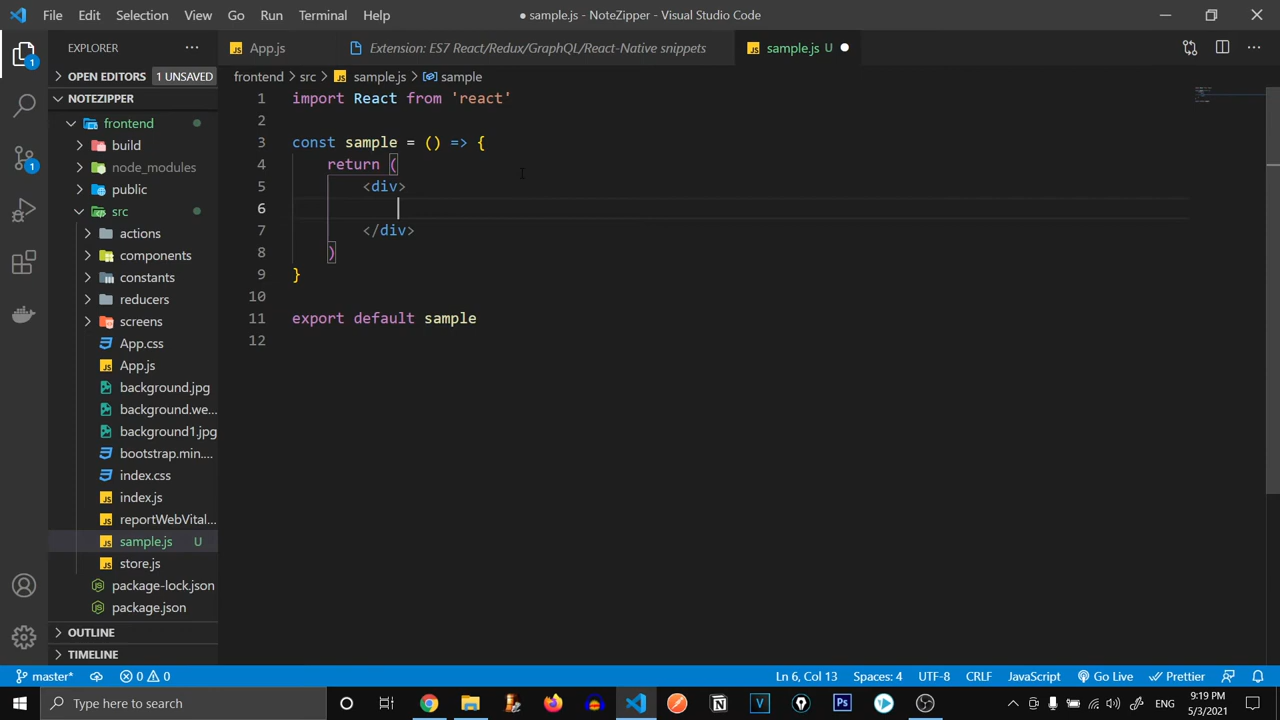 File Edit Selection View Go Run Terminal Help
● sample.js - NoteZipper - Visual Studio Code
EXPLORER
App.js
Extension: ES7 React/Redux/GraphQL/React-Native snippets
sample.js U
OPEN EDITORS 1 UNSAVED
frontend > src > sample.js > sample
NOTEZIPPER
frontend
build
node_modules
public
src
actions
components
constants
reducers
screens
App.css
App.js
background.jpg
background.we...
background1.jpg
bootstrap.min....
index.css
index.js
reportWebVital...
sample.js U
store.js
package-lock.json
package.json
OUTLINE
TIMELINE
1 import React from 'react'
2
3 const sample = () => {
4 return (
5 <div>
6
7 </div>
8 )
9 }
10
11 export default sample
12
1
1
master* 0 0 Ln 6, Col 13 Spaces: 4 UTF-8 CRLF JavaScript Go Live Prettier
Type here to search
ENG
9:19 PM
5/3/2021